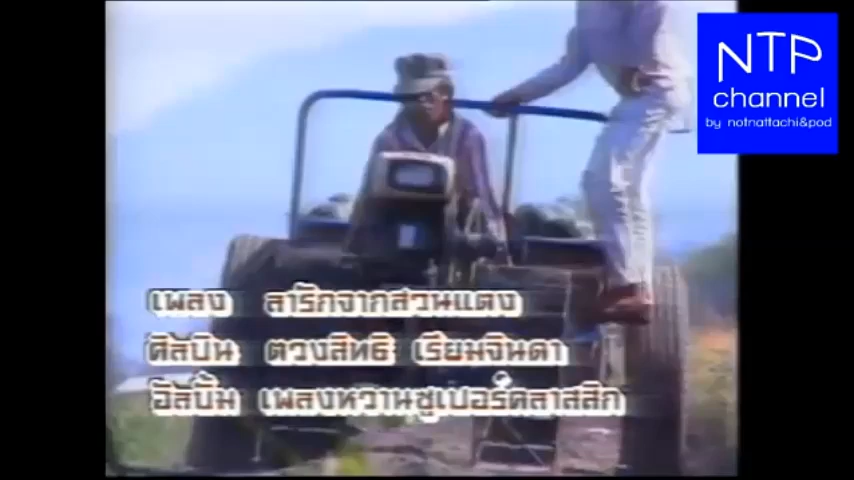 NTP
channel
by notnattachi&pod
เพลง ลารักจากสวนแตง
ศิลปิน ตวงสิทธิ เรียมจินดา
อัลบั้ม เพลงหวานซูเปอร์คลาสสิก